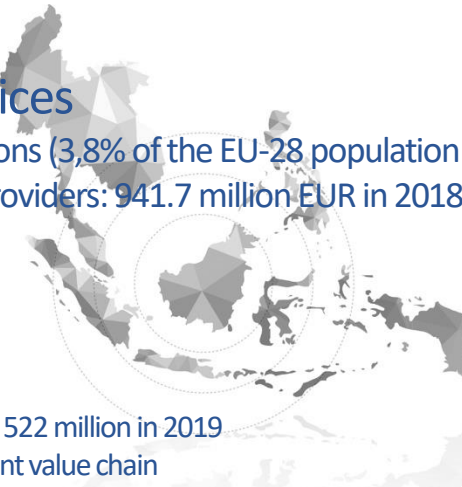 ices
ons (3,8% of the EU-28 population
roviders: 941.7 million EUR in 2018
522 million in 2019
nt value chain